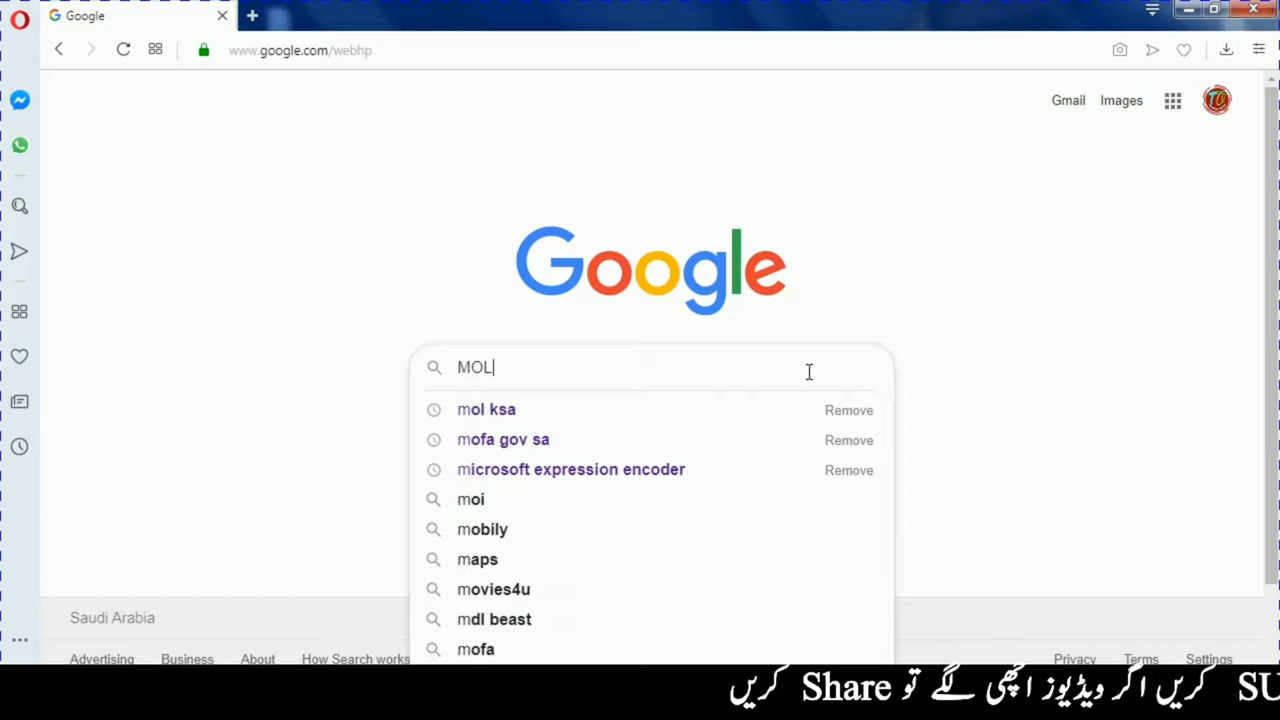 Google
www.google.com/webhp
Gmail Images
Google
MOL
mol ksa Remove
mofa gov sa Remove
microsoft expression encoder Remove
moi
mobily
maps
movies4u
mdl beast
mofa
Saudi Arabia
Advertising Business About How Search works Privacy Terms Settings
SU کریں اگر ویڈیوز اچھی لگے تو Share کریں